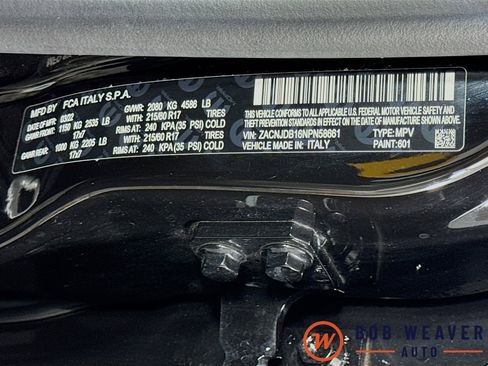 MFD BY: FCA ITALY S.P.A.
DATE OF MFR: 03/22 GVWR: 2080 KG 4586 LB
1150 KG 2535 LB WITH 215/60 R17 TIRES
17x7 RIMS AT 240 KPA (35 PSI) COLD
1000 KG 2205 LB WITH 215/60 R17 TIRES
17x7 RIMS AT 240 KPA (35 PSI) COLD
THIS VEHICLE CONFORMS TO ALL APPLICABLE U.S.A. FEDERAL MOTOR VEHICLE SAFETY, BUMPER, AND THEFT
PREVENTION STANDARDS IN EFFECT ON THE DATE OF MANUFACTURE SHOWN ABOVE.
VIN: ZACNJDB16NPN58661 TYPE: MPV
VEHICLE MADE IN: ITALY PAINT: 601
W BOB WEAVER
AUTO